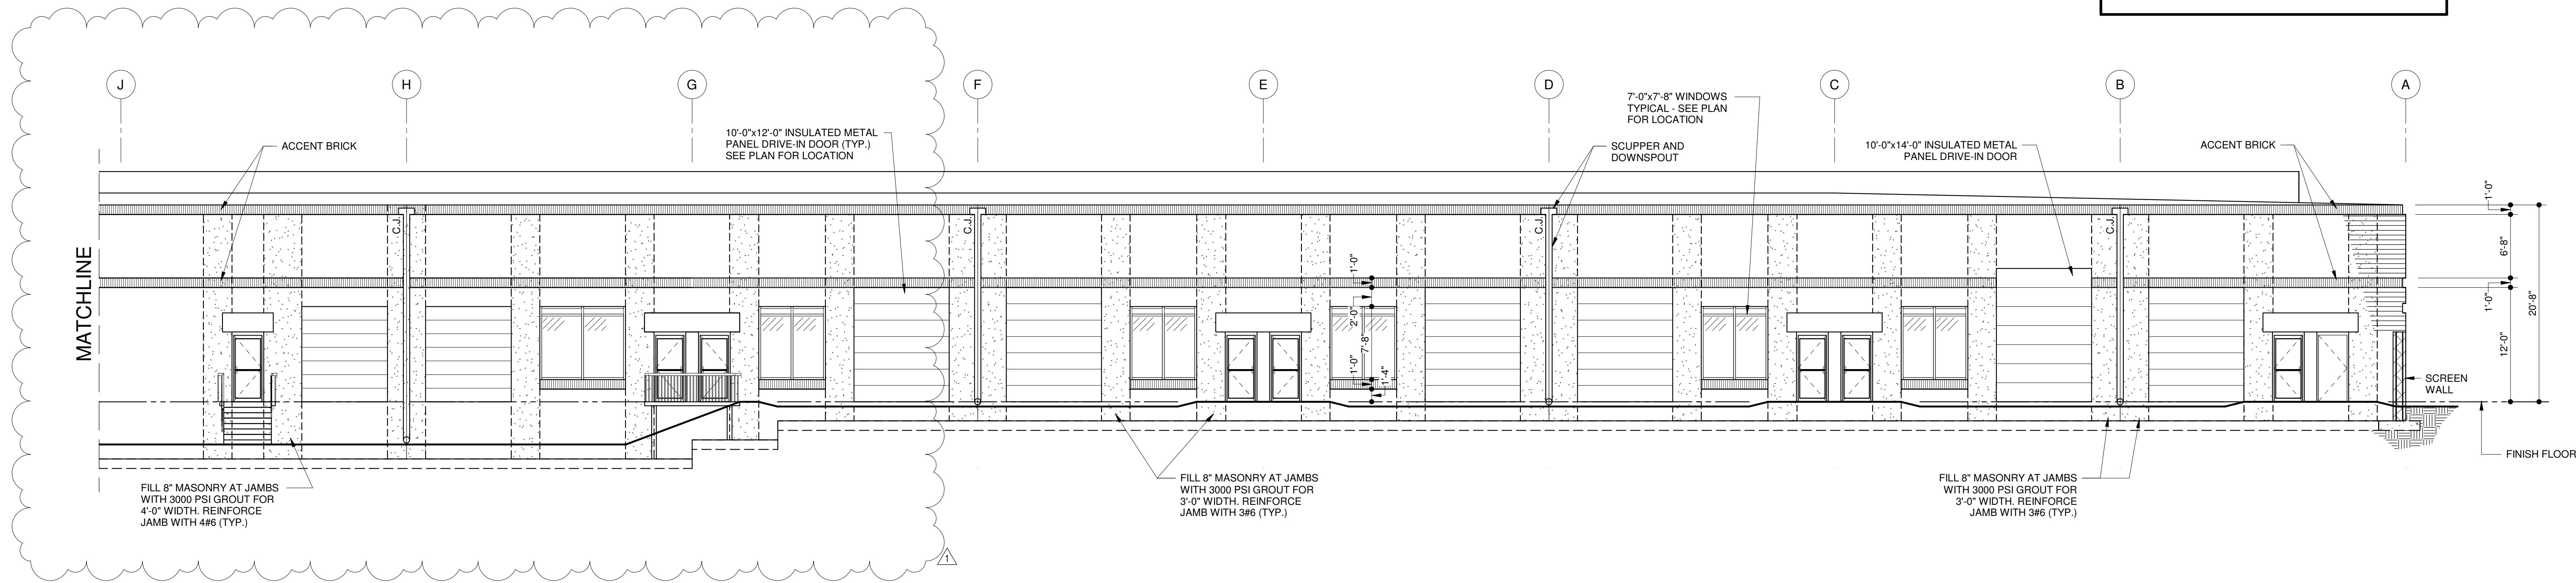 J
H
G
F
E
D
C
B
A
ACCENT BRICK
10'-0"x12'-0" INSULATED METAL
PANEL DRIVE-IN DOOR (TYP.)
SEE PLAN FOR LOCATION
7'-0"x7'-8" WINDOWS
TYPICAL - SEE PLAN
FOR LOCATION
SCUPPER AND
DOWNSPOUT
10'-0"x14'-0" INSULATED METAL
PANEL DRIVE-IN DOOR
ACCENT BRICK
C.J.
C.J.
C.J.
C.J.
MATCHLINE
1'-0"
2'-0"
7'-8"
1'-0"
1'-4"
1'-0"
6'-8"
1'-0"
12'-0"
20'-8"
SCREEN
WALL
FINISH FLOOR
FILL 8" MASONRY AT JAMBS
WITH 3000 PSI GROUT FOR
4'-0" WIDTH. REINFORCE
JAMB WITH 4#6 (TYP.)
FILL 8" MASONRY AT JAMBS
WITH 3000 PSI GROUT FOR
3'-0" WIDTH. REINFORCE
JAMB WITH 3#6 (TYP.)
FILL 8" MASONRY AT JAMBS
WITH 3000 PSI GROUT FOR
3'-0" WIDTH. REINFORCE
JAMB WITH 3#6 (TYP.)
1